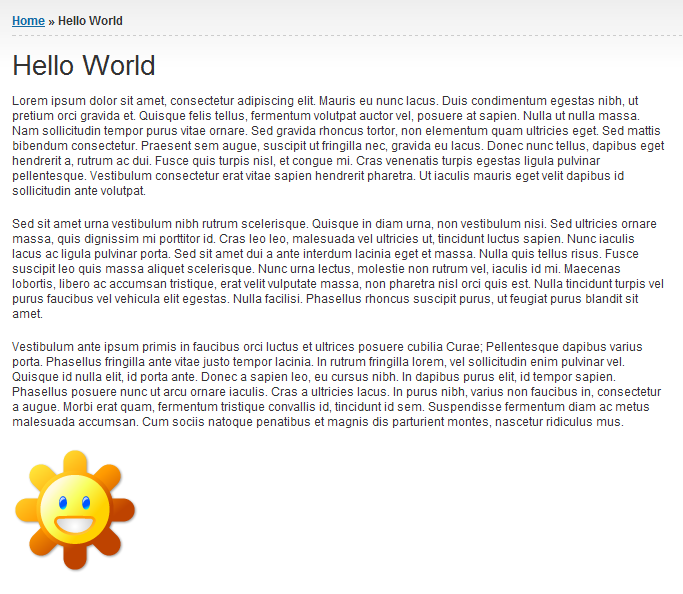 Home » Hello World
Hello World
Lorem ipsum dolor sit amet, consectetur adipiscing elit. Mauris eu nunc lacus. Duis condimentum egestas nibh, ut
pretium orci gravida et. Quisque felis tellus, fermentum volutpat auctor vel, posuere at sapien. Nulla ut nulla massa.
Nam sollicitudin tempor purus vitae ornare. Sed gravida rhoncus tortor, non elementum quam ultricies eget. Sed mattis
bibendum consectetur. Praesent sem augue, suscipit ut fringilla nec, gravida eu lacus. Donec nunc tellus, dapibus eget
hendrerit a, rutrum ac dui. Fusce quis turpis nisl, et congue mi. Cras venenatis turpis egestas ligula pulvinar
pellentesque. Vestibulum consectetur erat vitae sapien hendrerit pharetra. Ut iaculis mauris eget velit dapibus id
sollicitudin ante volutpat.
Sed sit amet urna vestibulum nibh rutrum scelerisque. Quisque in diam urna, non vestibulum nisi. Sed ultricies ornare
massa, quis dignissim mi porttitor id. Cras leo leo, malesuada vel ultricies ut, tincidunt luctus sapien. Nunc iaculis
lacus ac ligula pulvinar porta. Sed sit amet dui a ante interdum lacinia eget et massa. Nulla quis tellus risus. Fusce
suscipit leo quis massa aliquet scelerisque. Nunc urna lectus, molestie non rutrum vel, iaculis id mi. Maecenas
lobortis, libero ac accumsan tristique, erat velit vulputate massa, non pharetra nisl orci quis est. Nulla tincidunt turpis vel
purus faucibus vel vehicula elit egestas. Nulla facilisi. Phasellus rhoncus suscipit purus, ut feugiat purus blandit sit
amet.
Vestibulum ante ipsum primis in faucibus orci luctus et ultrices posuere cubilia Curae; Pellentesque dapibus varius
porta. Phasellus fringilla ante vitae justo tempor lacinia. In rutrum fringilla lorem, vel sollicitudin enim pulvinar vel.
Quisque id nulla elit, id porta ante. Donec a sapien leo, eu cursus nibh. In dapibus purus elit, id tempor sapien.
Phasellus posuere nunc ut arcu ornare iaculis. Cras a ultricies lacus. In purus nibh, varius non faucibus in, consectetur
a augue. Morbi erat quam, fermentum tristique convallis id, tincidunt id sem. Suspendisse fermentum diam ac metus
malesuada accumsan. Cum sociis natoque penatibus et magnis dis parturient montes, nascetur ridiculus mus.